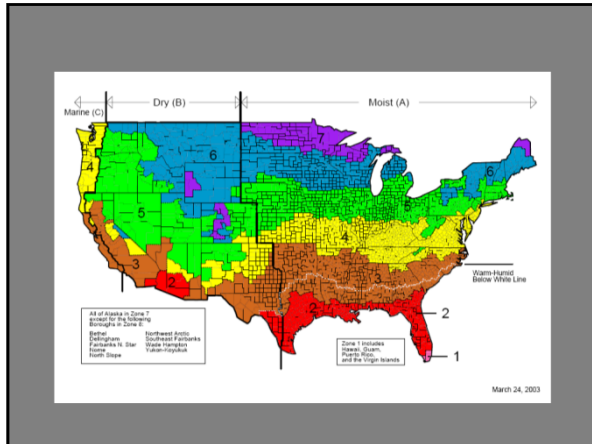 Marine (C)
Dry (B)
Moist (A)
7
6
6
4
5
5
4
3
3
2
2
Warm-Humid
Below White Line
2
1
All of Alaska in Zone 7
except for the following
Boroughs in Zone 8:
Bethel Northwest Arctic
Dellingham Southeast Fairbanks
Fairbanks N. Star Wade Hampton
Nome Yukon-Koyukuk
North Slope
Zone 1 includes
Hawaii, Guam,
Puerto Rico,
and the Virgin Islands
March 24, 2003